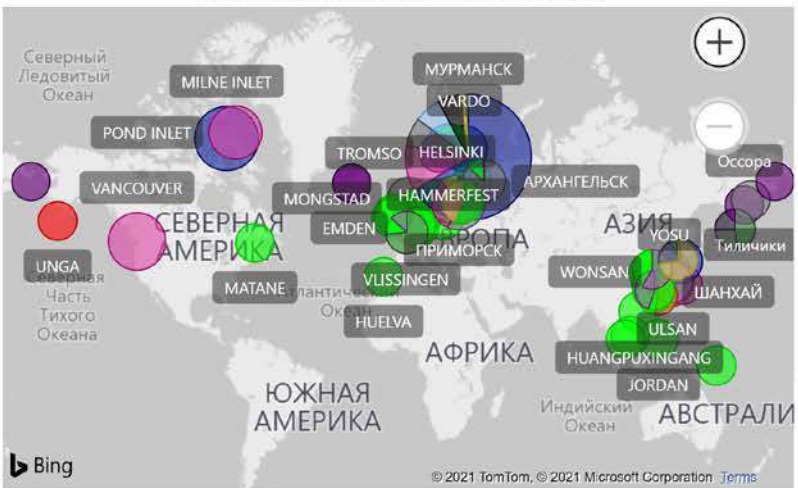 Северный
Ледовитый
Океан
МУРМАНСК
MILNE INLET
VARDO
POND INLET
TROMSO
HELSINKI
Оссора
VANCOUVER
MONGSTAD
HAMMERFEST
АРХАНГЕЛЬСК
СЕВЕРНАЯ
АМЕРИКА
EMDEN
АЗИЯ
YOSU
ПРИМОРСК
Тиличики
UNGA
WONSAN
Северная
Часть
Тихого
Океана
MATANE
VLISSINGEN
ШАНХАЙ
Океан
HUELVA
ULSAN
АФРИКА
HUANGPUXINGANG
JORDAN
ЮЖНАЯ
АМЕРИКА
Индийский
Океан
АВСТРАЛИ
Bing
© 2021 TomTom, © 2021 Microsoft Corporation Terms